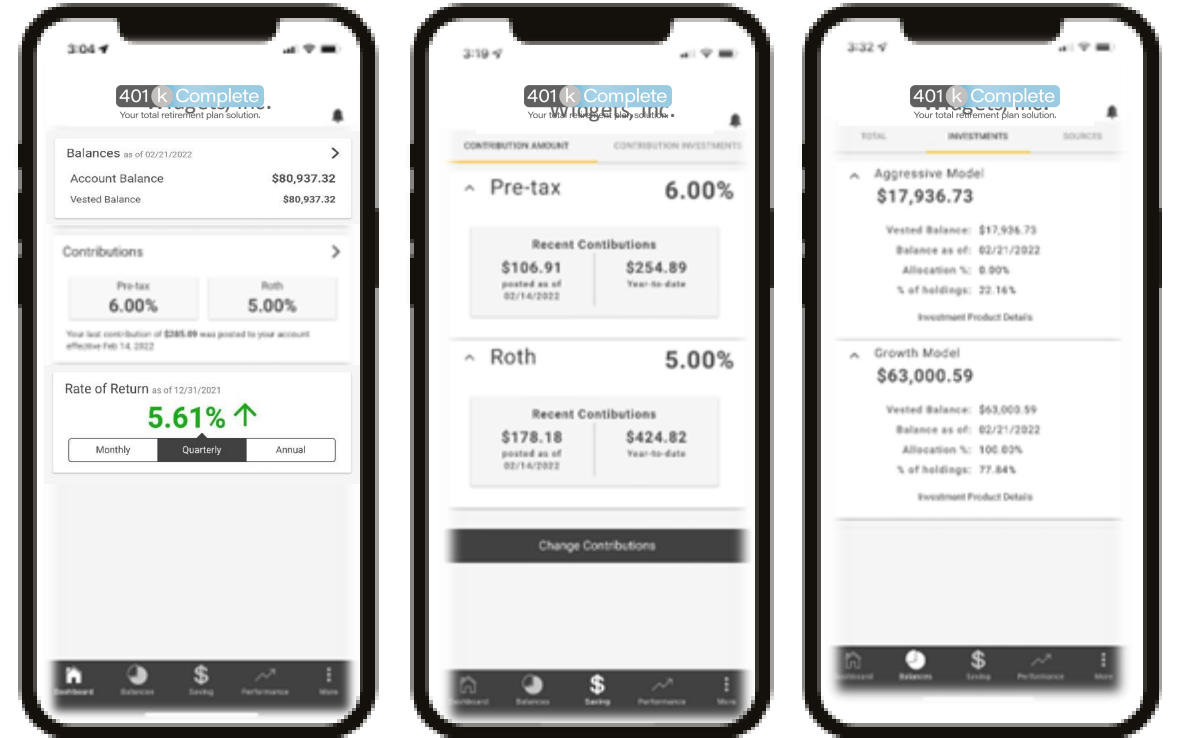 3:04
401 k Complete
Widgets, Inc.
Your total retirement plan solution.
Balances as of 02/21/2022
Account Balance $80,937.32
Vested Balance $80,937.32
Contributions
Pre-tax Roth
6.00% 5.00%
Your last contribution of $285.09 was posted to your account
effective Feb 14, 2022
Rate of Return as of 12/31/2021
5.61%
Monthly Quarterly Annual
Dashboard Balances Saving Performance More
3:19
401 k Complete
Widgets, Inc.
Your total retirement plan solution.
CONTRIBUTION AMOUNT CONTRIBUTION INVESTMENTS
Pre-tax 6.00%
Recent Contibutions
$106.91 $254.89
posted as of Year-to-date
02/14/2022
Roth 5.00%
Recent Contibutions
$178.18 $424.82
posted as of Year-to-date
02/14/2022
Change Contributions
Dashboard Balances Saving Performance More
3:32
401 k Complete
Widgets, Inc.
Your total retirement plan solution.
TOTAL INVESTMENTS SOURCES
Aggressive Model
$17,936.73
Vested Balance: $17,936.73
Balance as of: 02/21/2022
Allocation %: 0.00%
% of holdings: 22.16%
Investment Product Details
Growth Model
$63,000.59
Vested Balance: $63,000.59
Balance as of: 02/21/2022
Allocation %: 100.00%
% of holdings: 77.84%
Investment Product Details
Dashboard Balances Saving Performance More